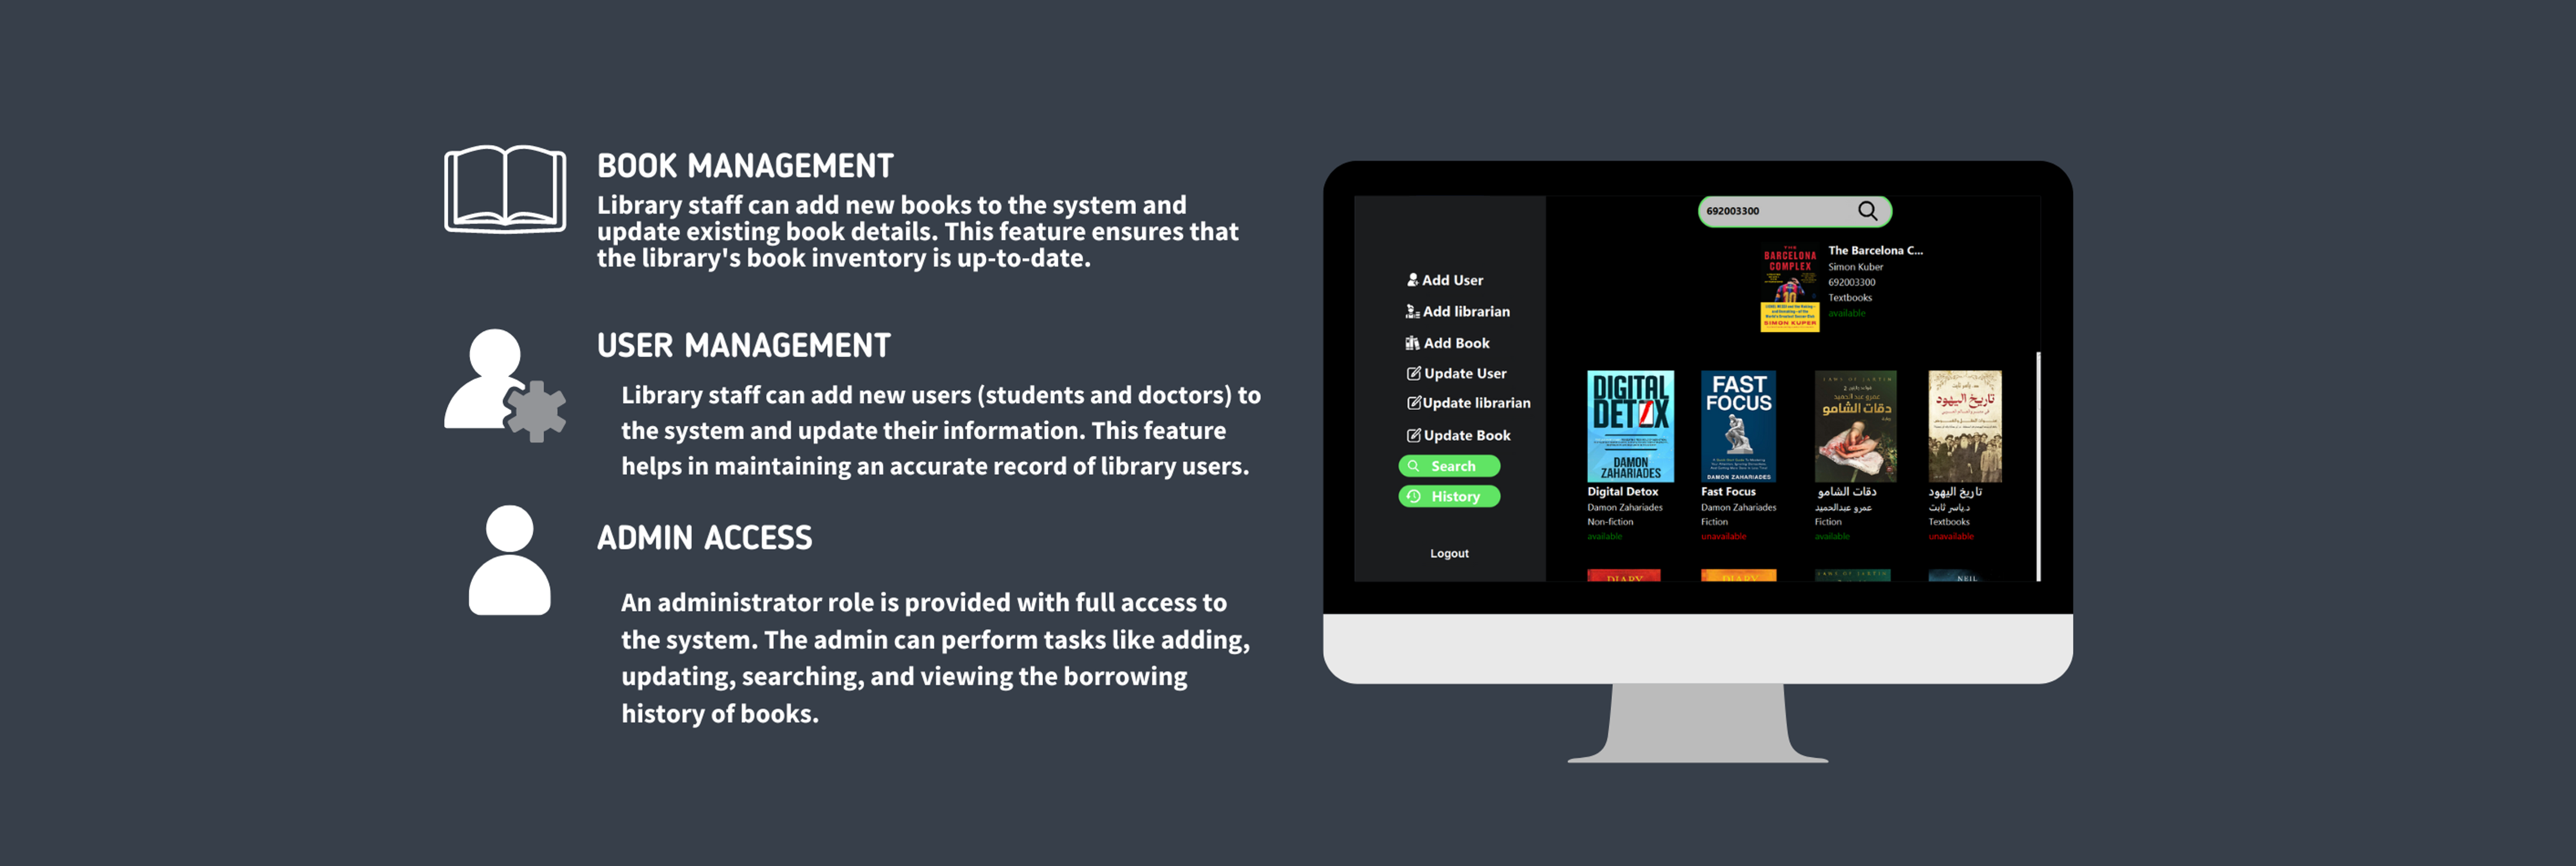 BOOK MANAGEMENT
Library staff can add new books to the system and
update existing book details. This feature ensures that
the library's book inventory is up-to-date.
USER MANAGEMENT
Library staff can add new users (students and doctors) to
the system and update their information. This feature
helps in maintaining an accurate record of library users.
ADMIN ACCESS
An administrator role is provided with full access to
the system. The admin can perform tasks like adding,
updating, searching, and viewing the borrowing
history of books.
Add User
Add librarian
Add Book
Update User
Update librarian
Update Book
Search
History
Logout
692003300
THE
BARCELONA
COMPLEX
SIMON KUPER
The Barcelona C...
Simon Kuber
692003300
Textbooks
available
DIGITAL
DETOX
DAMON
ZAHARIADES
Digital Detox
Damon Zahariades
Non-fiction
available
FAST
FOCUS
DAMON ZAHARIADES
Fast Focus
Damon Zahariades
Fiction
unavailable
عمرو عبد الحميد
دقات الشامو
دقات الشامو
عمرو عبدالحميد
Fiction
available
تاريخ اليهود
تاريخ اليهود
د.ياسر ثابت
Textbooks
unavailable
DIARY
DIARY
NEIL